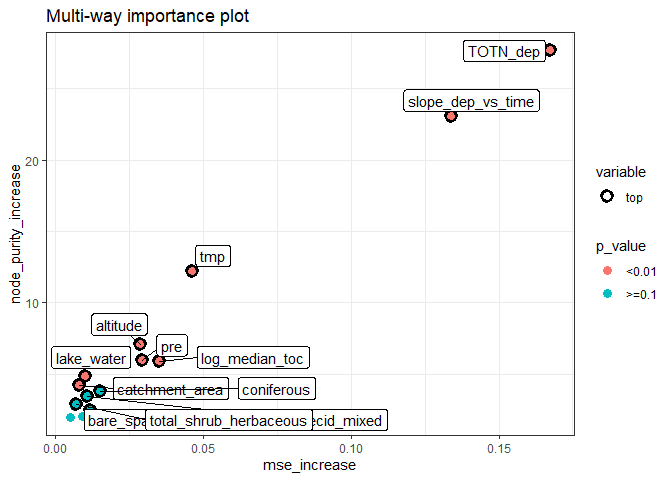 Multi-way importance plot
TOTN_dep
slope_dep_vs_time
tmp
altitude
pre
lake_water
log_median_toc
catchment_area
coniferous
bare_spa
total_shrub_herbaceous
ecid_mixed
node_purity_increase
20
10
0.00
0.05
0.10
0.15
mse_increase
variable
top
p_value
<0.01
>=0.1